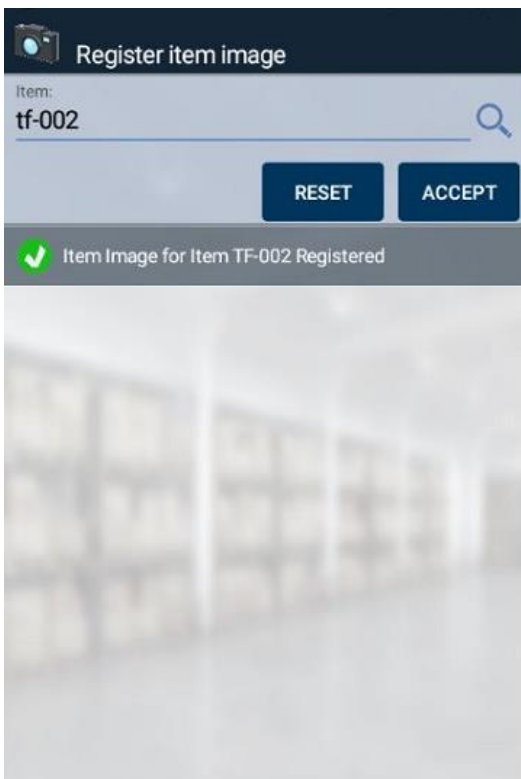 Register item image
Item:
tf-002
RESET ACCEPT
Item Image for Item TF-002 Registered